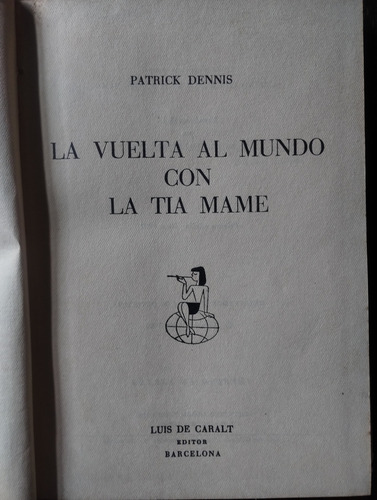 PATRICK DENNIS
LA VUELTA AL MUNDO
CON
LA TIA MAME
LUIS DE CARALT
EDITOR
BARCELONA